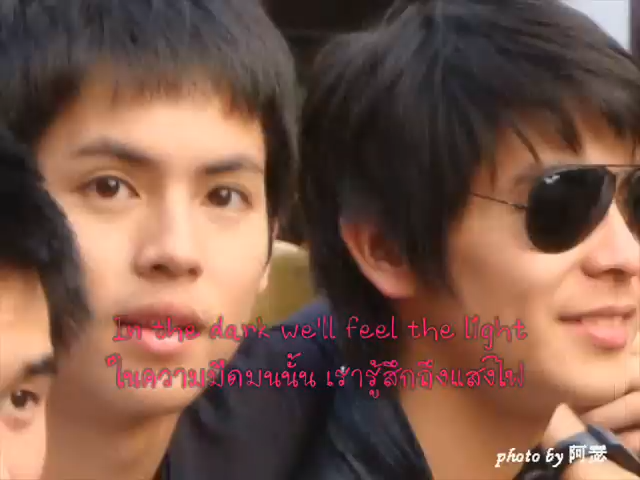 In the dark we'll feel the light
ในความมืดมนนั้น เรารู้สึกถึงแสงไฟ
photo by 阿瑟